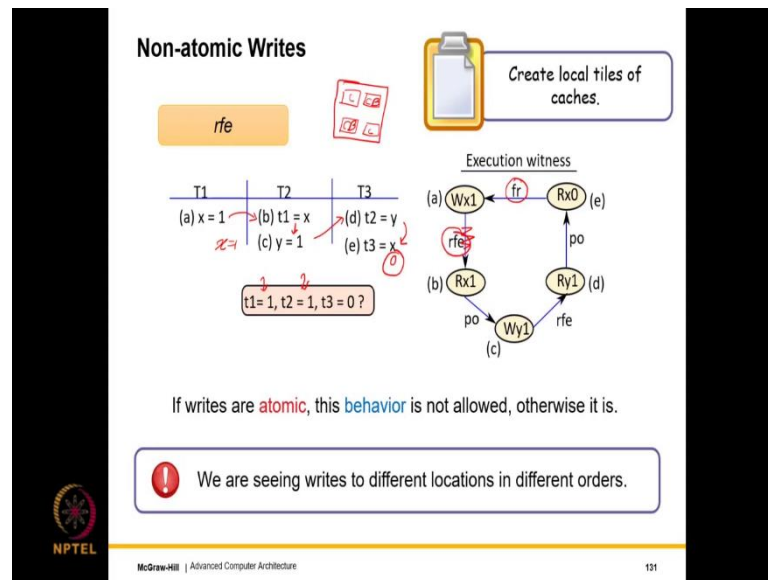 Non-atomic Writes
Create local tiles of
caches.
rfe
Execution witness
T1 T2 T3
(a) x = 1 (b) t1 = x (d) t2 = y
x=1 (c) y = 1 (e) t3 = x
0
t1= 1, t2 = 1, t3 = 0 ?
(a) Wx1 fr Rx0 (e)
rfe po
(b) Rx1 Ry1 (d)
po Wy1 rfe
(c)
If writes are atomic, this behavior is not allowed, otherwise it is.
We are seeing writes to different locations in different orders.
NPTEL
McGraw-Hill | Advanced Computer Architecture 131